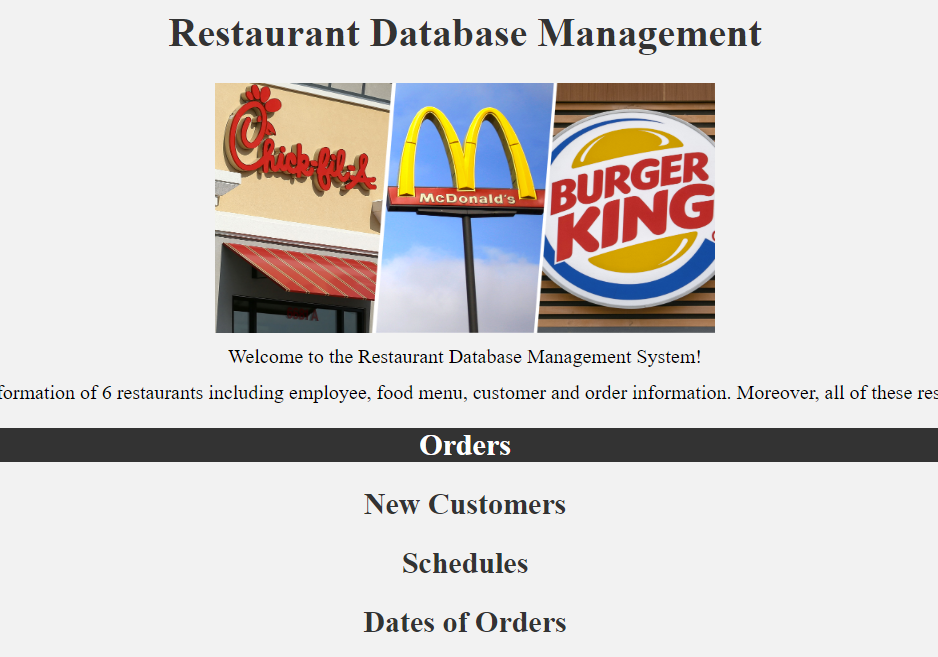 Restaurant Database Management
Chick-fil-A
McDonald's
BURGER
KING
Welcome to the Restaurant Database Management System!
formation of 6 restaurants including employee, food menu, customer and order information. Moreover, all of these res
Orders
New Customers
Schedules
Dates of Orders